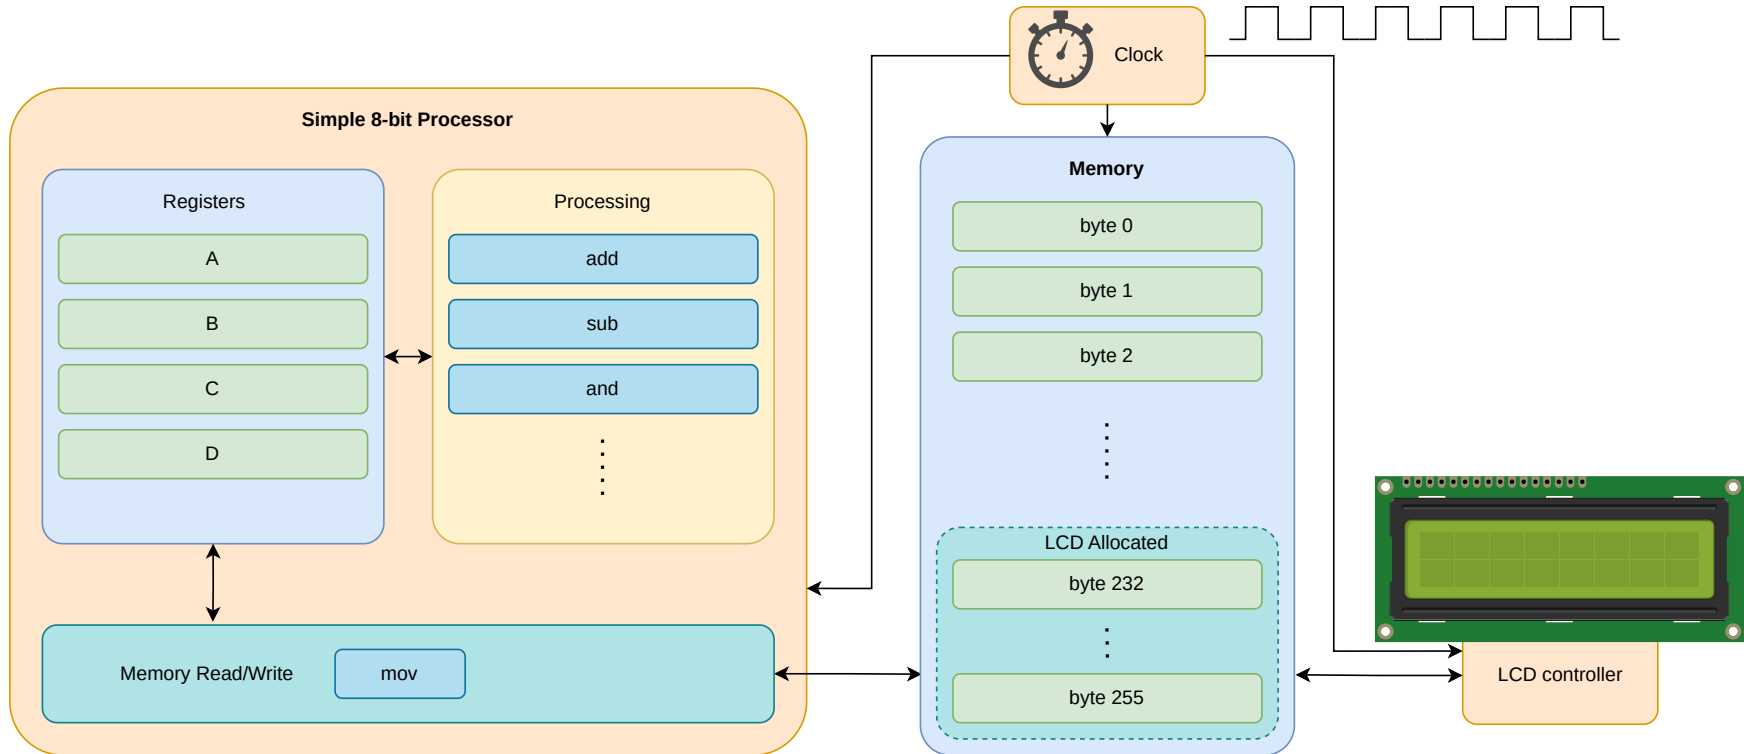 Clock
Simple 8-bit Processor
Registers
A
B
C
D
Processing
add
sub
and
Memory Read/Write
mov
Memory
byte 0
byte 1
byte 2
LCD Allocated
byte 232
byte 255
LCD controller